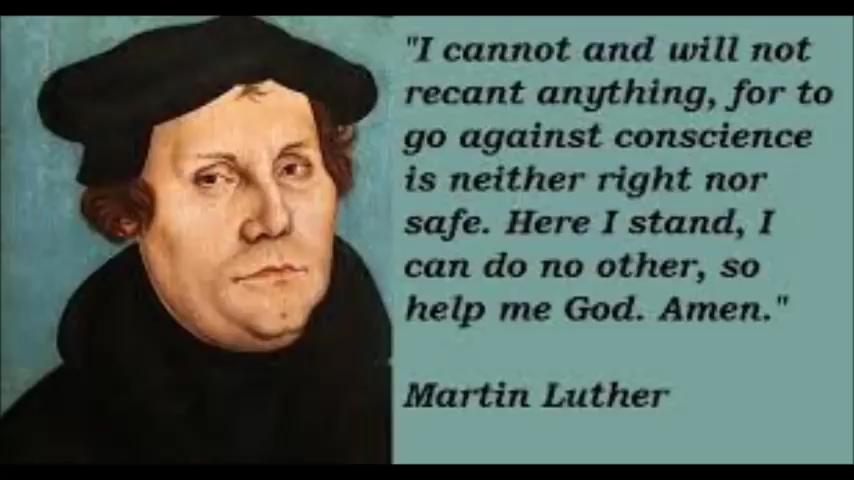 "I cannot and will not
recant anything, for to
go against conscience
is neither right nor
safe. Here I stand, I
can do no other, so
help me God. Amen."
Martin Luther